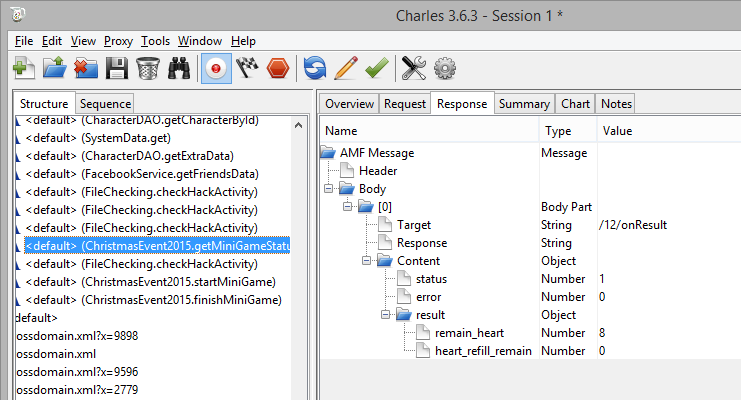 Charles 3.6.3 - Session 1 *
File Edit View Proxy Tools Window Help
Structure Sequence
<default> (CharacterDAO.getCharacterById)
<default> (SystemData.get)
<default> (CharacterDAO.getExtraData)
<default> (FacebookService.getFriendsData)
<default> (FileChecking.checkHackActivity)
<default> (FileChecking.checkHackActivity)
<default> (FileChecking.checkHackActivity)
<default> (ChristmasEvent2015.getMiniGameStatu
<default> (FileChecking.checkHackActivity)
<default> (ChristmasEvent2015.startMiniGame)
<default> (ChristmasEvent2015.finishMiniGame)
default>
ossdomain.xml?x=9898
ossdomain.xml
ossdomain.xml?x=9596
ossdomain.xml?x=2779
Overview Request Response Summary Chart Notes
Name Type Value
AMF Message Message
Header
Body
[0] Body Part
Target String /12/onResult
Response String
Content Object
status Number 1
error Number 0
result Object
remain_heart Number 8
heart_refill_remain Number 0